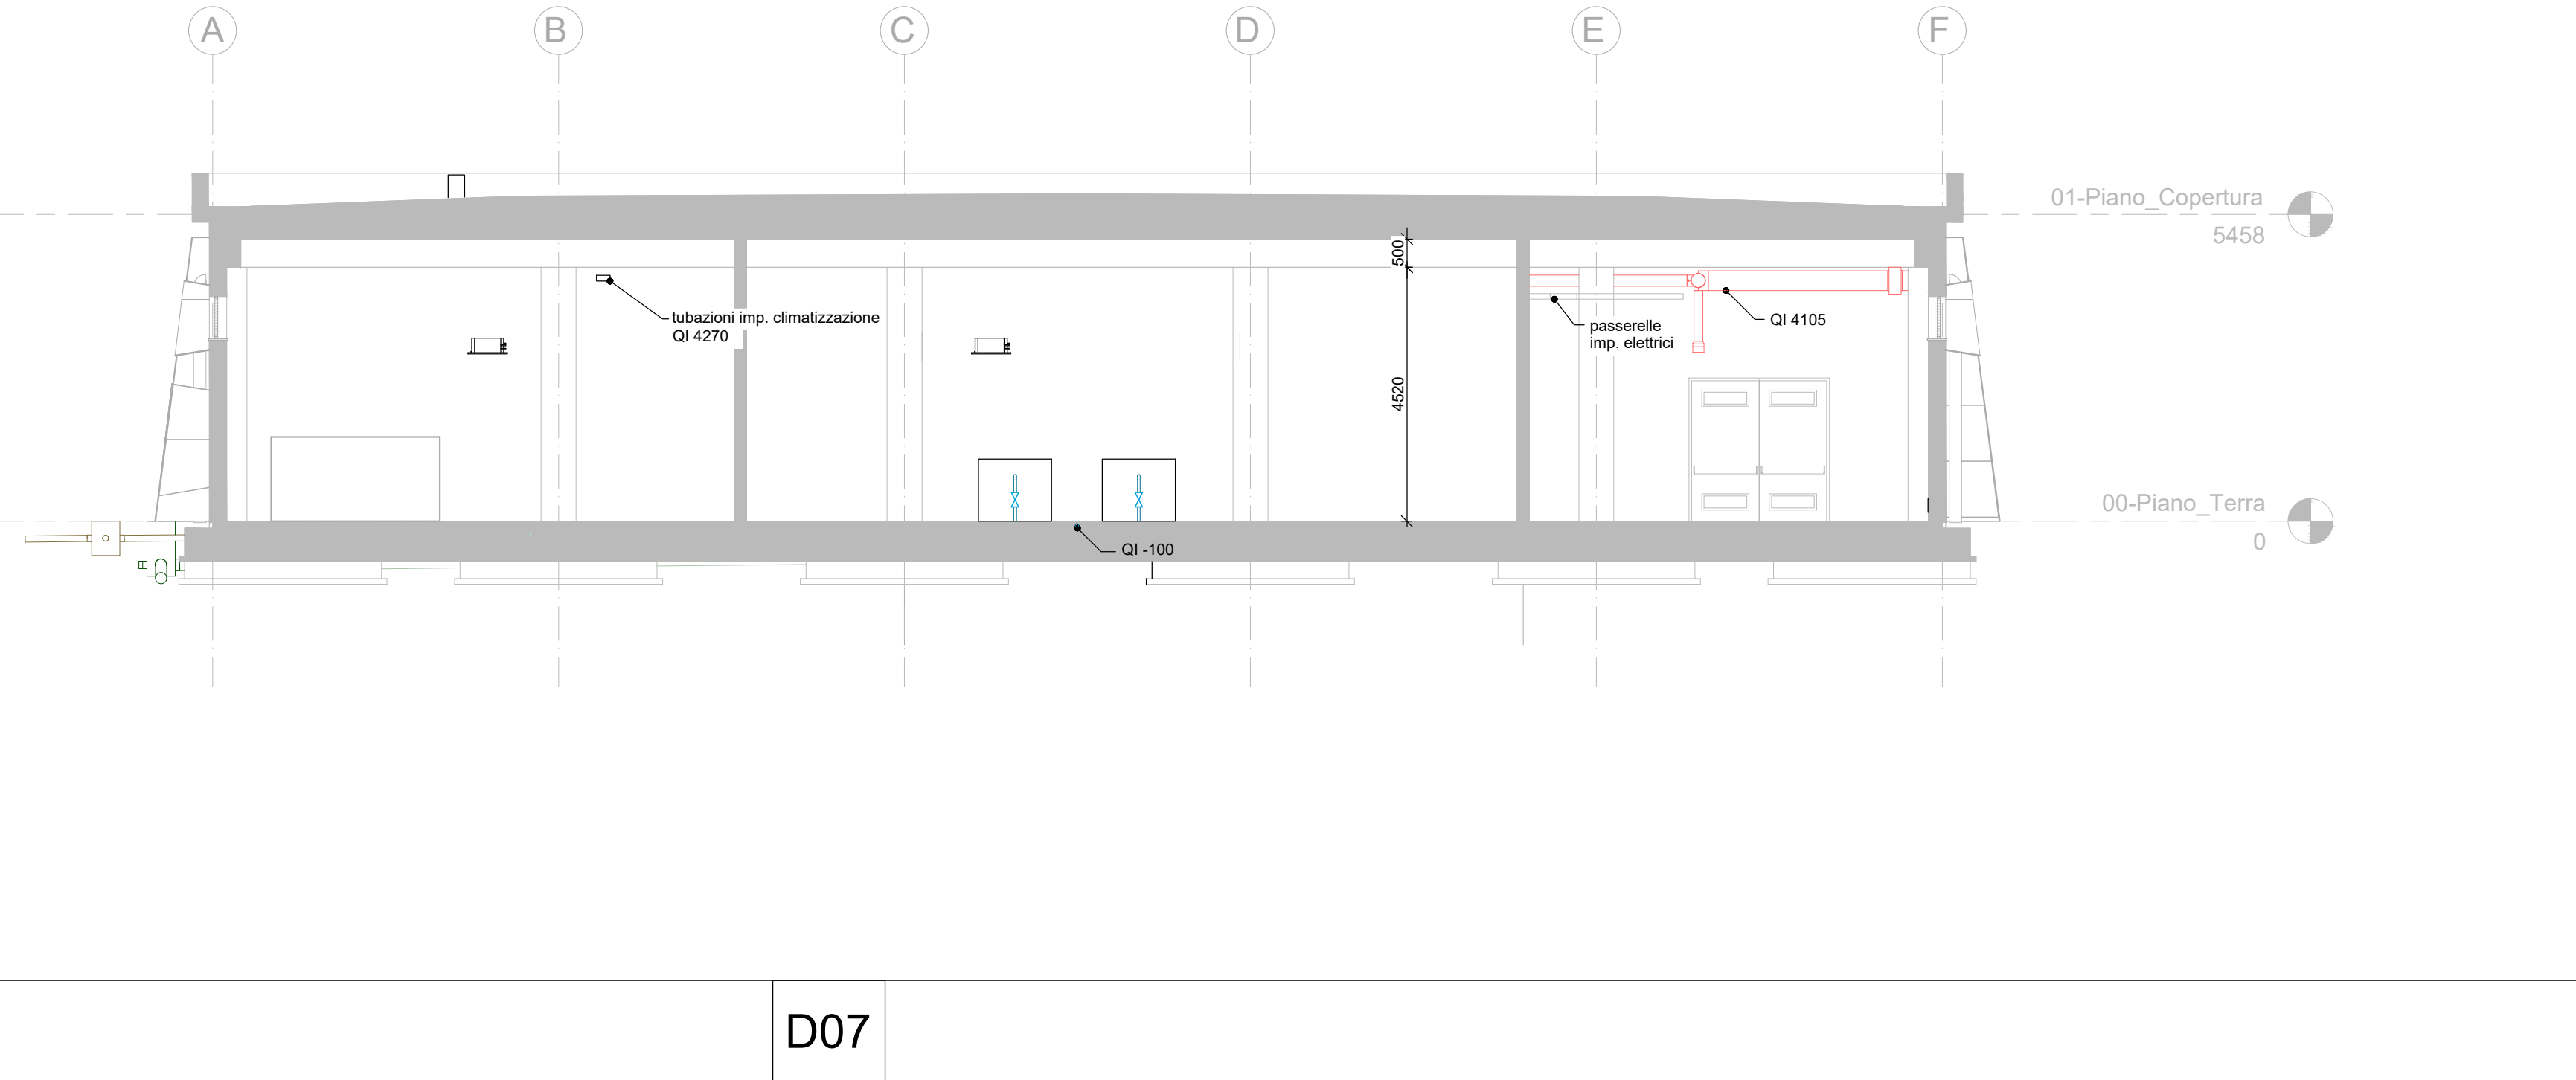 A B C D E F
01-Piano_Copertura
5458
500
tubazioni imp. climatizzazione
QI 4270
QI 4105
passerelle
imp. elettrici
4520
00-Piano_Terra
0
QI -100
D07